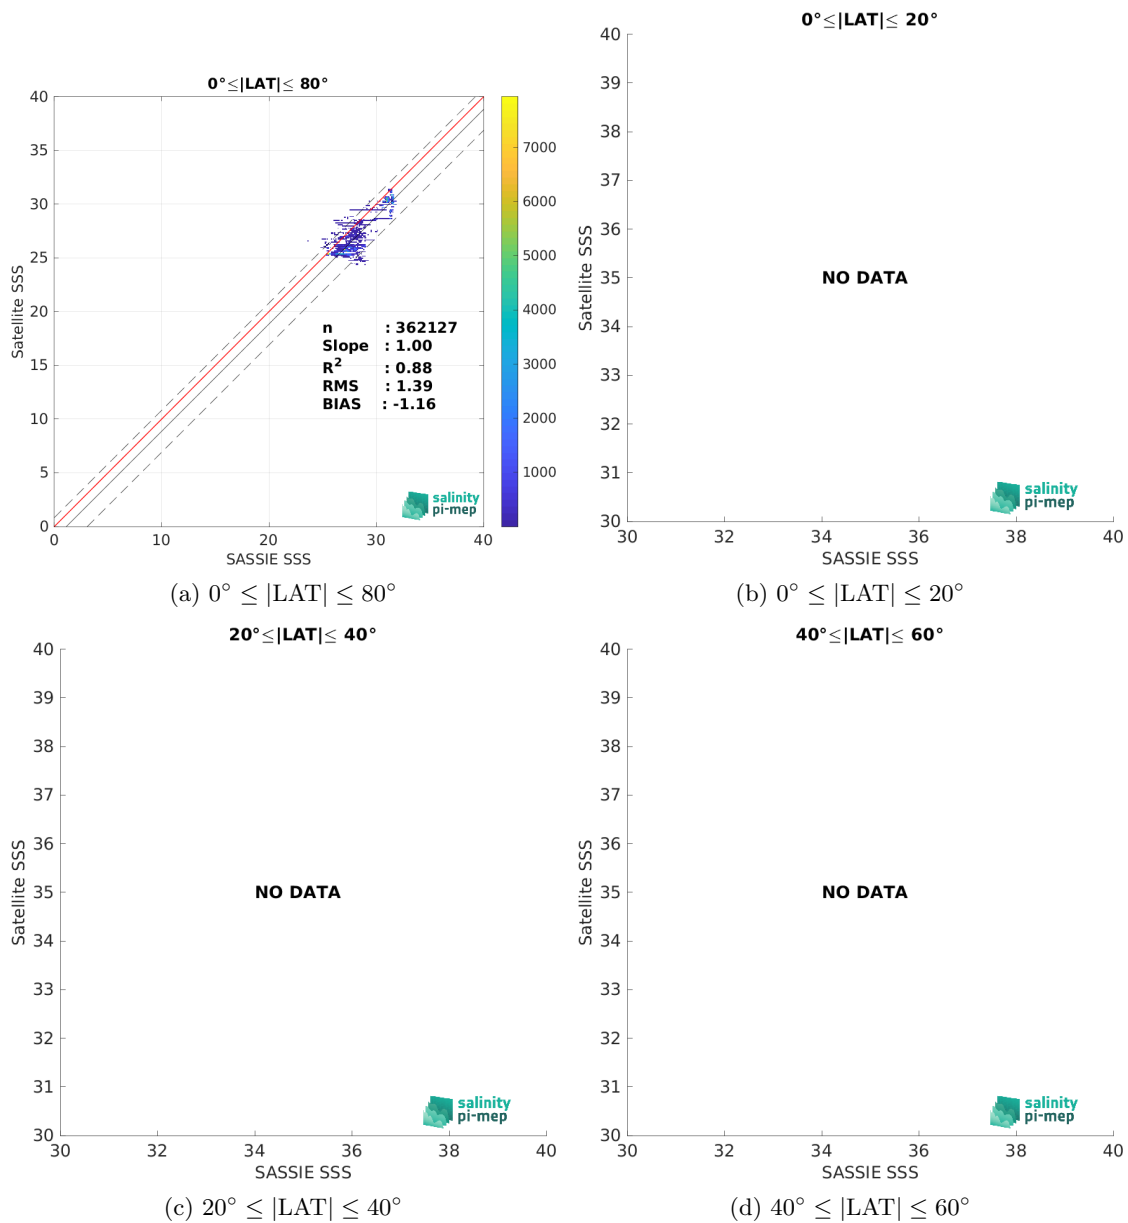 0°≤|LAT|≤ 80°
40
35
30
25
20
15
10
5
0
Satellite SSS
0
10
20
30
40
SASSIE SSS
7000
6000
5000
4000
3000
2000
1000
n : 362127
Slope : 1.00
R² : 0.88
RMS : 1.39
BIAS : -1.16
salinity
pi-mep
(a) 0° ≤ |LAT| ≤ 80°
0°≤|LAT|≤ 20°
40
39
38
37
36
35
34
33
32
31
30
Satellite SSS
NO DATA
30
32
34
36
38
40
SASSIE SSS
salinity
pi-mep
(b) 0° ≤ |LAT| ≤ 20°
20°≤|LAT|≤ 40°
40
39
38
37
36
35
34
33
32
31
30
Satellite SSS
NO DATA
30
32
34
36
38
40
SASSIE SSS
salinity
pi-mep
(c) 20° ≤ |LAT| ≤ 40°
40°≤|LAT|≤ 60°
40
39
38
37
36
35
34
33
32
31
30
Satellite SSS
NO DATA
30
32
34
36
38
40
SASSIE SSS
salinity
pi-mep
(d) 40° ≤ |LAT| ≤ 60°